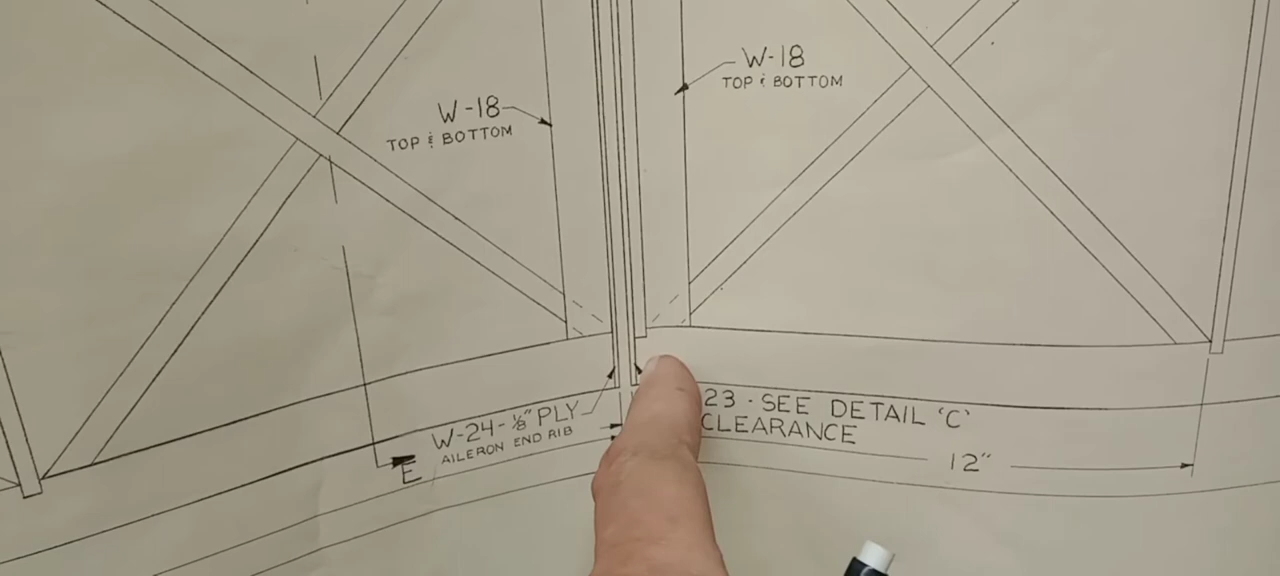 W-18
TOP & BOTTOM
W-18
TOP & BOTTOM
W-24-⅛" PLY
AILERON END RIB
23 - SEE DETAIL 'C'
CLEARANCE
12"
E